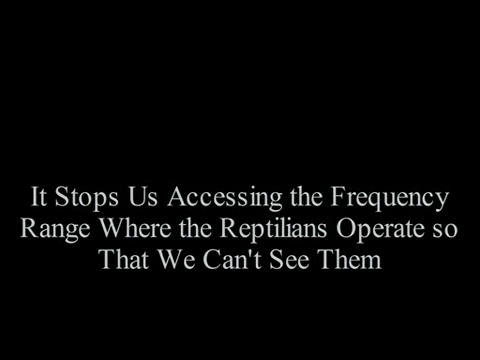 It Stops Us Accessing the Frequency
Range Where the Reptilians Operate so
That We Can't See Them